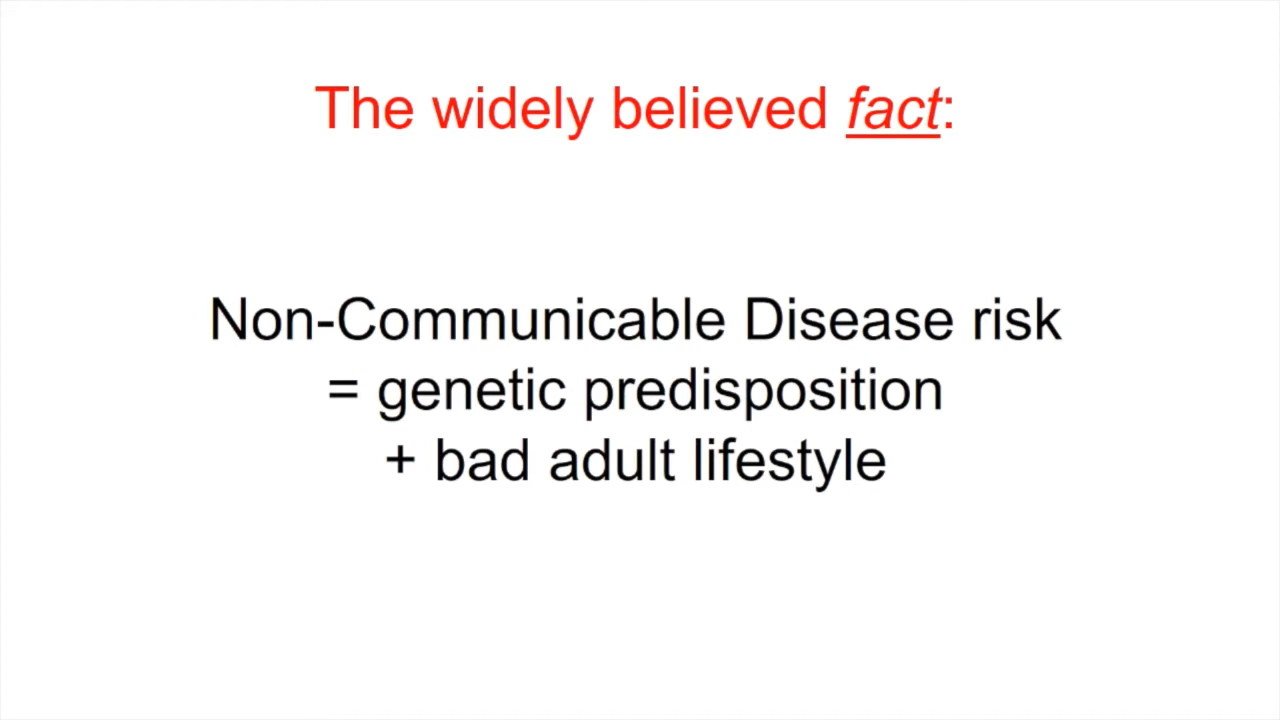 The widely believed fact:
Non-Communicable Disease risk
= genetic predisposition
+ bad adult lifestyle